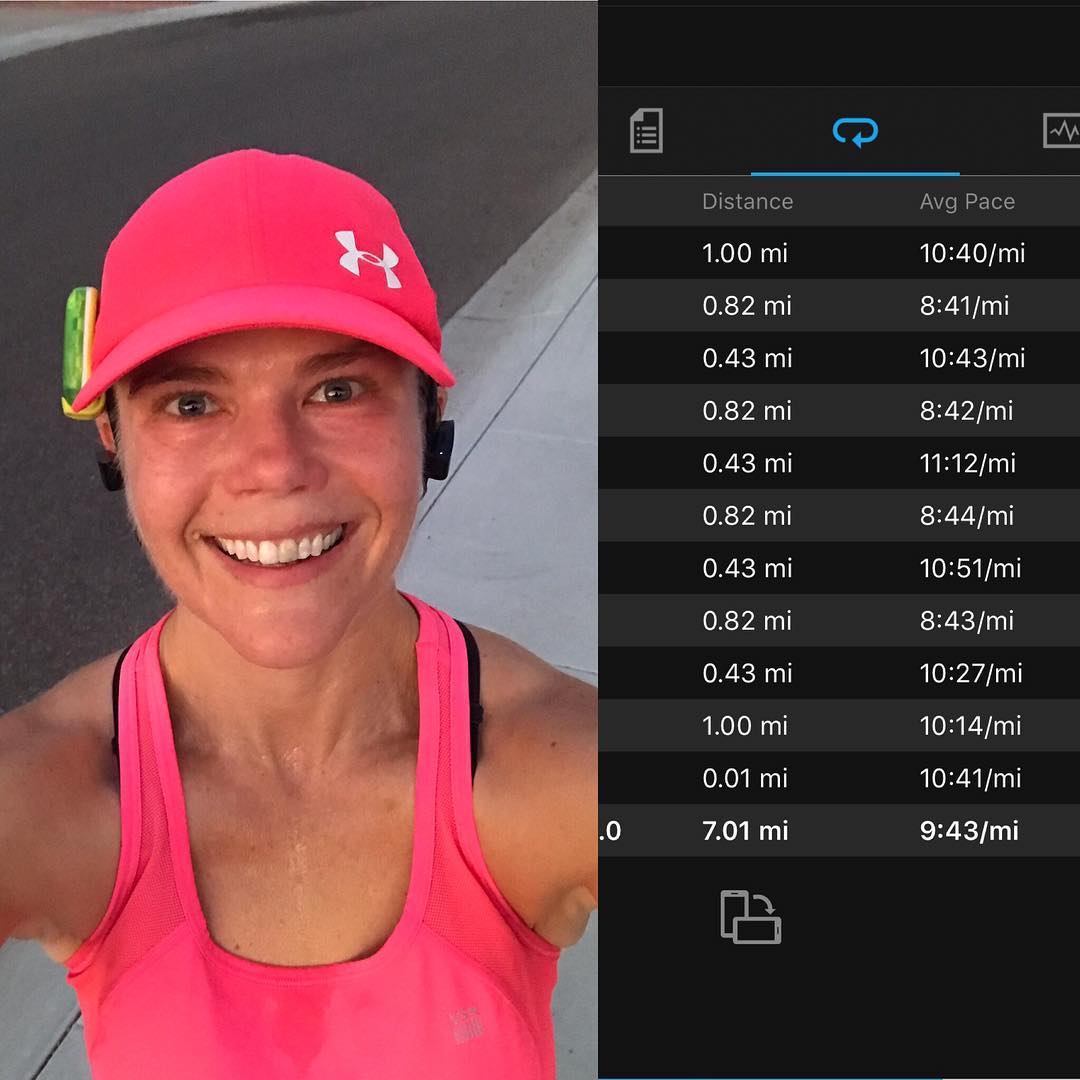 Distance Avg Pace
1.00 mi 10:40/mi
0.82 mi 8:41/mi
0.43 mi 10:43/mi
0.82 mi 8:42/mi
0.43 mi 11:12/mi
0.82 mi 8:44/mi
0.43 mi 10:51/mi
0.82 mi 8:43/mi
0.43 mi 10:27/mi
1.00 mi 10:14/mi
0.01 mi 10:41/mi
.0 7.01 mi 9:43/mi